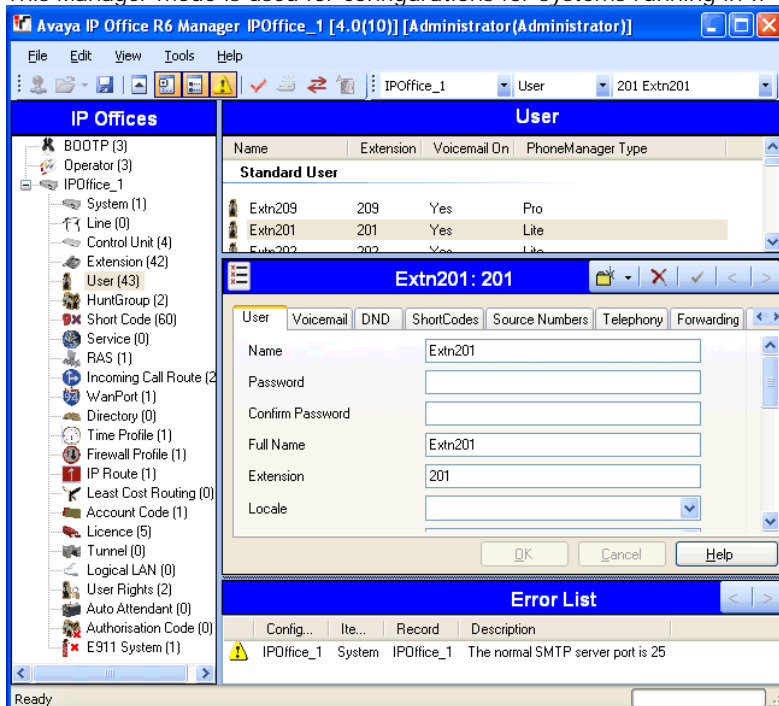 Avaya IP Office R6 Manager IPOffice_1 [4.0(10)] [Administrator(Administrator)]
File Edit View Tools Help
IPOffice_1 User 201 Extn201
IP Offices
BOOTP (3)
Operator (3)
IPOffice_1
System (1)
Line (0)
Control Unit (4)
Extension (42)
User (43)
HuntGroup (2)
Short Code (60)
Service (0)
RAS (1)
Incoming Call Route (2
WanPort (1)
Directory (0)
Time Profile (1)
Firewall Profile (1)
IP Route (1)
Least Cost Routing (0)
Account Code (1)
Licence (5)
Tunnel (0)
Logical LAN (0)
User Rights (2)
Auto Attendant (0)
Authorisation Code (0)
E911 System (1)
User
Name Extension Voicemail On PhoneManager Type
Standard User
Extn209 209 Yes Pro
Extn201 201 Yes Lite
Extn202 202 Yes Lite
Extn201: 201
User Voicemail DND ShortCodes Source Numbers Telephony Forwarding
Name Extn201
Password
Confirm Password
Full Name Extn201
Extension 201
Locale
OK Cancel Help
Error List
Config... Ite... Record Description
IPOffice_1 System IPOffice_1 The normal SMTP server port is 25
Ready